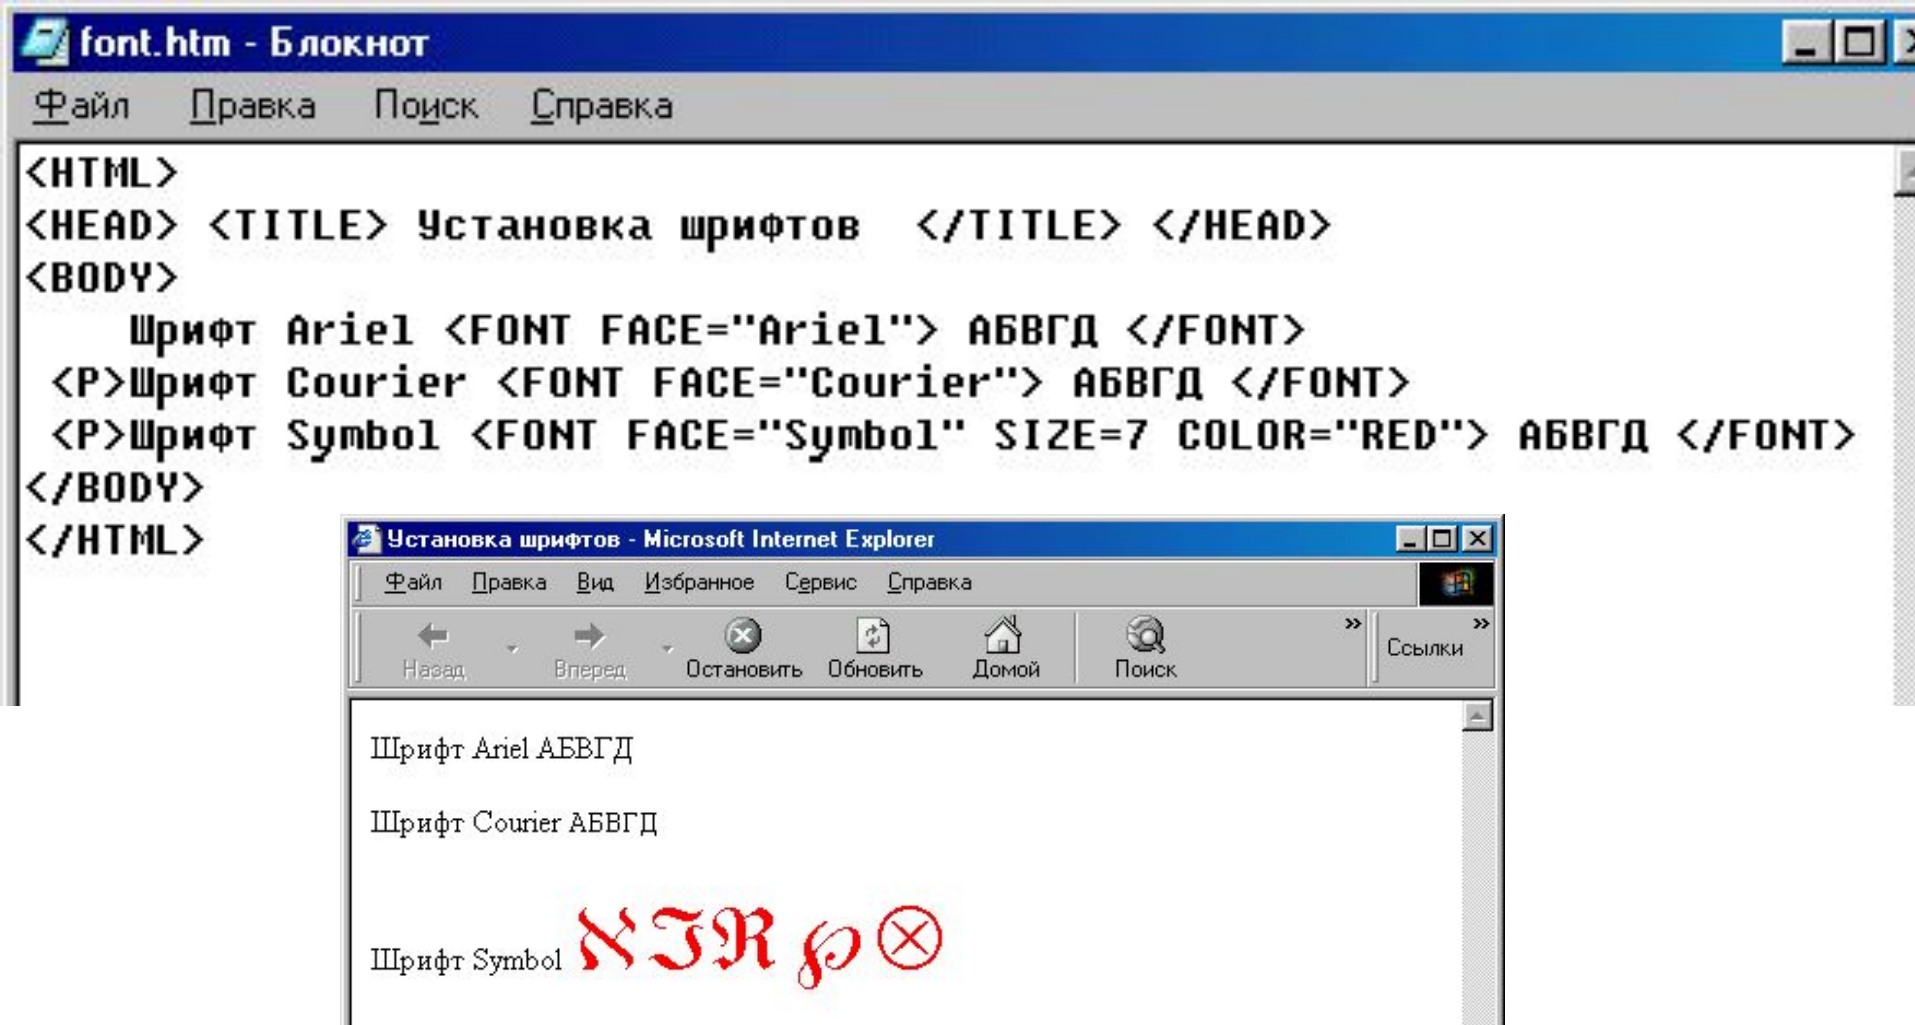 font.htm - Блокнот
Файл Правка Поиск Справка
<HTML>
<HEAD> <TITLE> Установка шрифтов </TITLE> </HEAD>
<BODY>
Шрифт Ariel <FONT FACE="Ariel"> АБВГД </FONT>
<P>Шрифт Courier <FONT FACE="Courier"> АБВГД </FONT>
<P>Шрифт Symbol <FONT FACE="Symbol" SIZE=7 COLOR="RED"> АБВГД </FONT>
</BODY>
</HTML>
Установка шрифтов - Microsoft Internet Explorer
Файл Правка Вид Избранное Сервис Справка
Назад Вперед Остановить Обновить Домой Поиск » Ссылки »
Шрифт Ariel АБВГД
Шрифт Courier АБВГД
Шрифт Symbol ℵℑℜ℘⊗